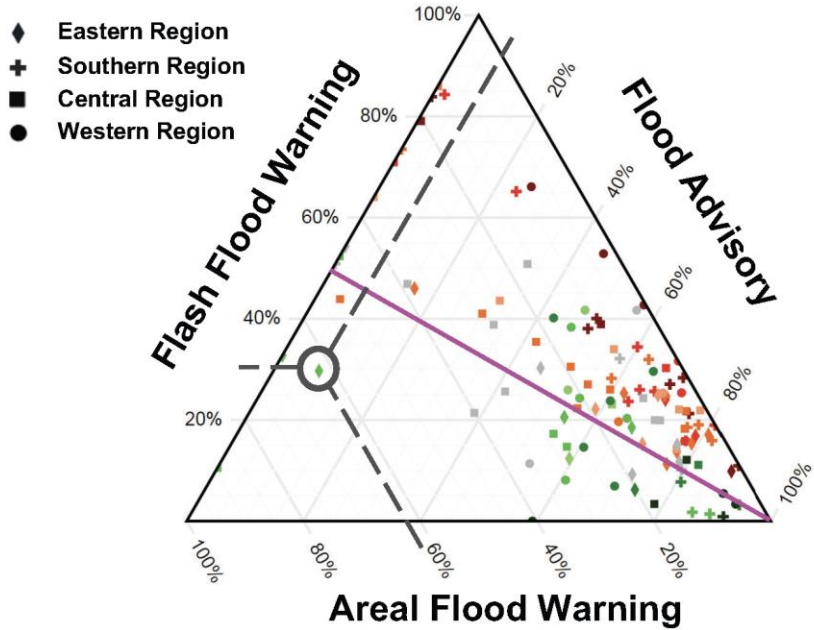 Eastern Region
Southern Region
Central Region
Western Region
Flash Flood Warning
Flood Advisory
Areal Flood Warning
100%
80%
60%
40%
20%
20%
40%
60%
80%
100%
100%
80%
60%
40%
20%